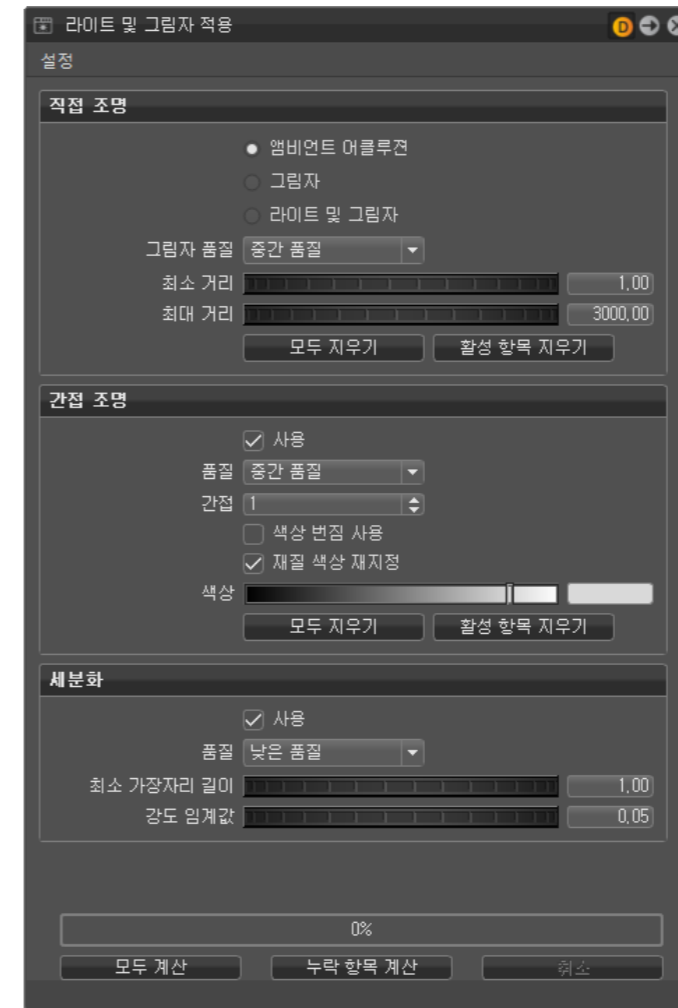 라이트 및 그림자 적용 D
설정
직접 조명
앰비언트 어클루젼
그림자
라이트 및 그림자
그림자 품질 중간 품질
최소 거리 1,00
최대 거리 3000,00
모두 지우기 활성 항목 지우기
간접 조명
사용
품질 중간 품질
간접 1
색상 번짐 사용
재질 색상 재지정
색상
모두 지우기 활성 항목 지우기
세분화
사용
품질 낮은 품질
최소 가장자리 길이 1,00
강도 임계값 0,05
0%
모두 계산 누락 항목 계산 취소